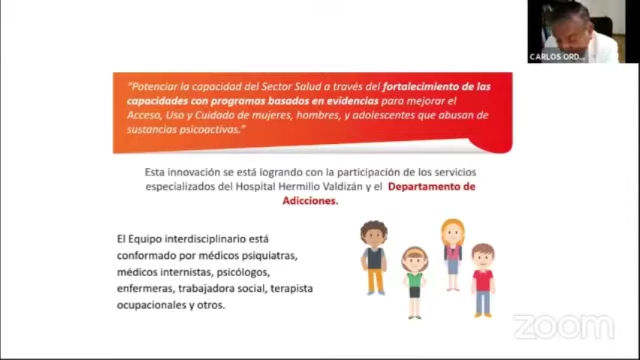 CARLOS ORD...
"Potenciar la capacidad del Sector Salud a través del fortalecimiento de las
capacidades con programas basados en evidencias para mejorar el
Acceso, Uso y Cuidado de mujeres, hombres, y adolescentes que abusan de
sustancias psicoactivas."
Esta innovación se está logrando con la participación de los servicios
especializados del Hospital Hermilio Valdizán y el Departamento de
Adicciones.
El Equipo interdisciplinario está
conformado por médicos psiquiatras,
médicos internistas, psicólogos,
enfermeras, trabajadora social, terapista
ocupacionales y otros.
zoom